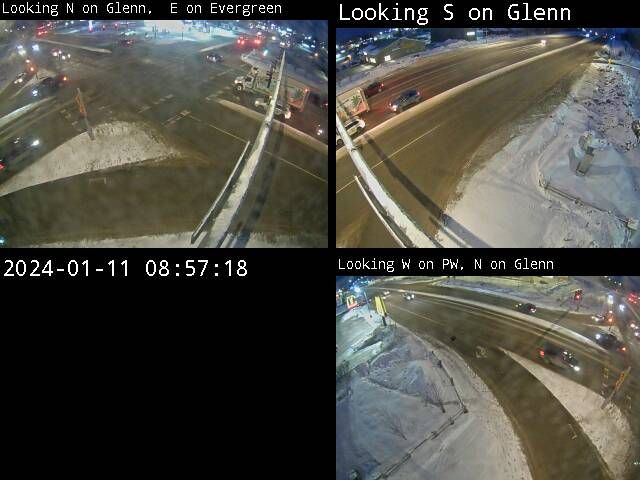 Looking N on Glenn,  E on Evergreen
Looking S on Glenn
2024-01-11 08:57:18
Looking W on PW, N on Glenn